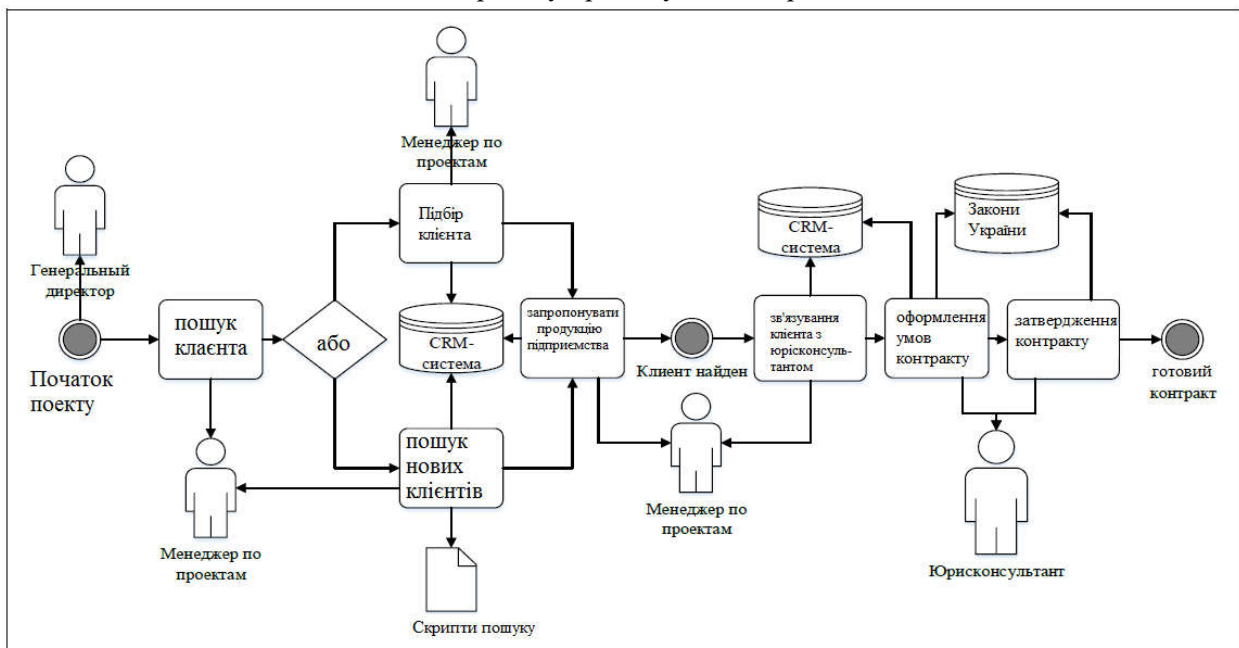 Менеджер по
проектам
Генеральный
директор
Початок
поекту
пошук
клаєнта
або
Підбір
клієнта
CRM-
система
пошук
нових
клієнтів
Менеджер по
проектам
Скрипти пошуку
запропонувати
продукцію
підприємства
Клиент найден
Менеджер по
проектам
CRM-
система
зв'язування
клієнта з
юрісконсуль-
тантом
Закони
України
оформлення
умов
контракту
затвердження
контракту
готовий
контракт
Юрисконсультант